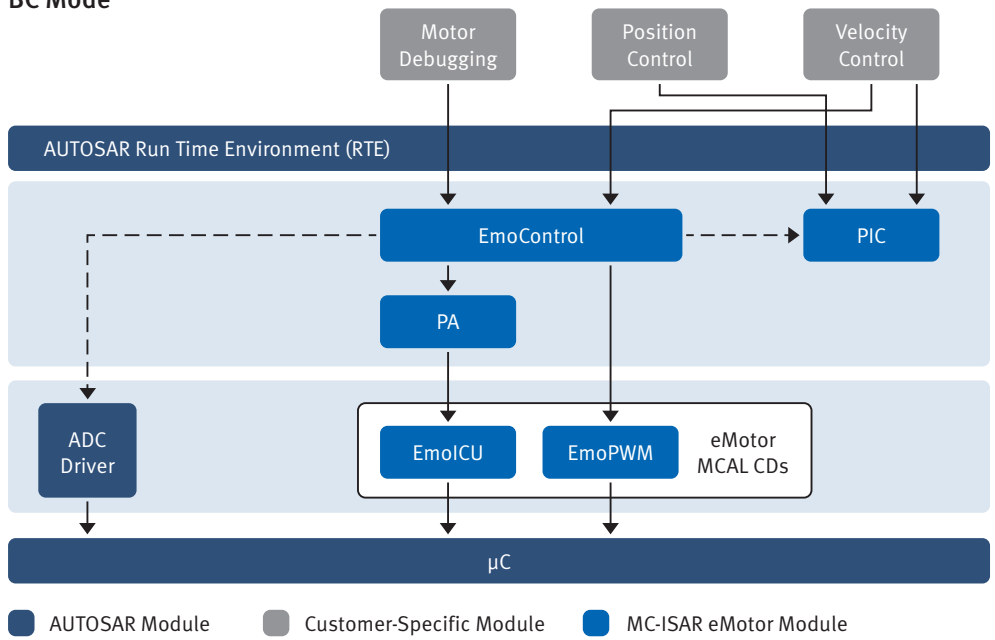 BC Mode
Motor
Debugging
Position
Control
Velocity
Control
AUTOSAR Run Time Environment (RTE)
EmoControl
PIC
PA
ADC
Driver
EmoICU
EmoPWM
eMotor
MCAL CDs
µC
AUTOSAR Module
Customer-Specific Module
MC-ISAR eMotor Module